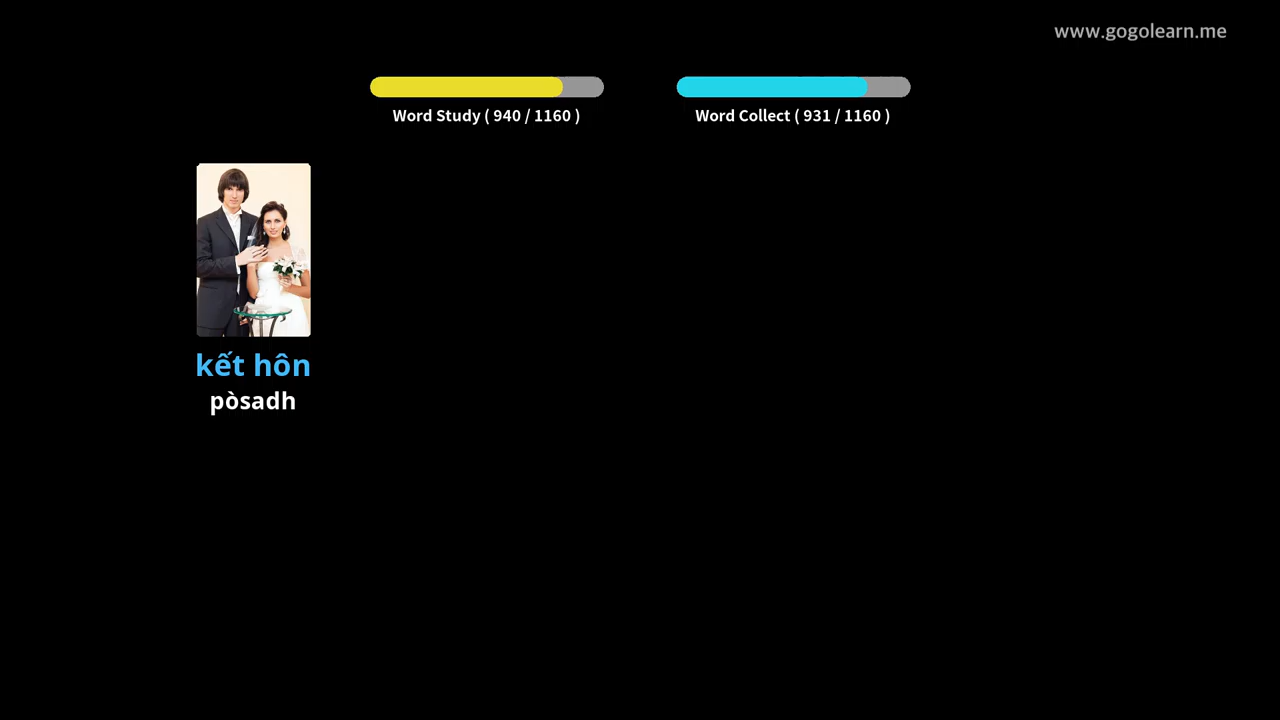 www.gogolearn.me
Word Study ( 940 / 1160 )
Word Collect ( 931 / 1160 )
kết hôn
pòsadh